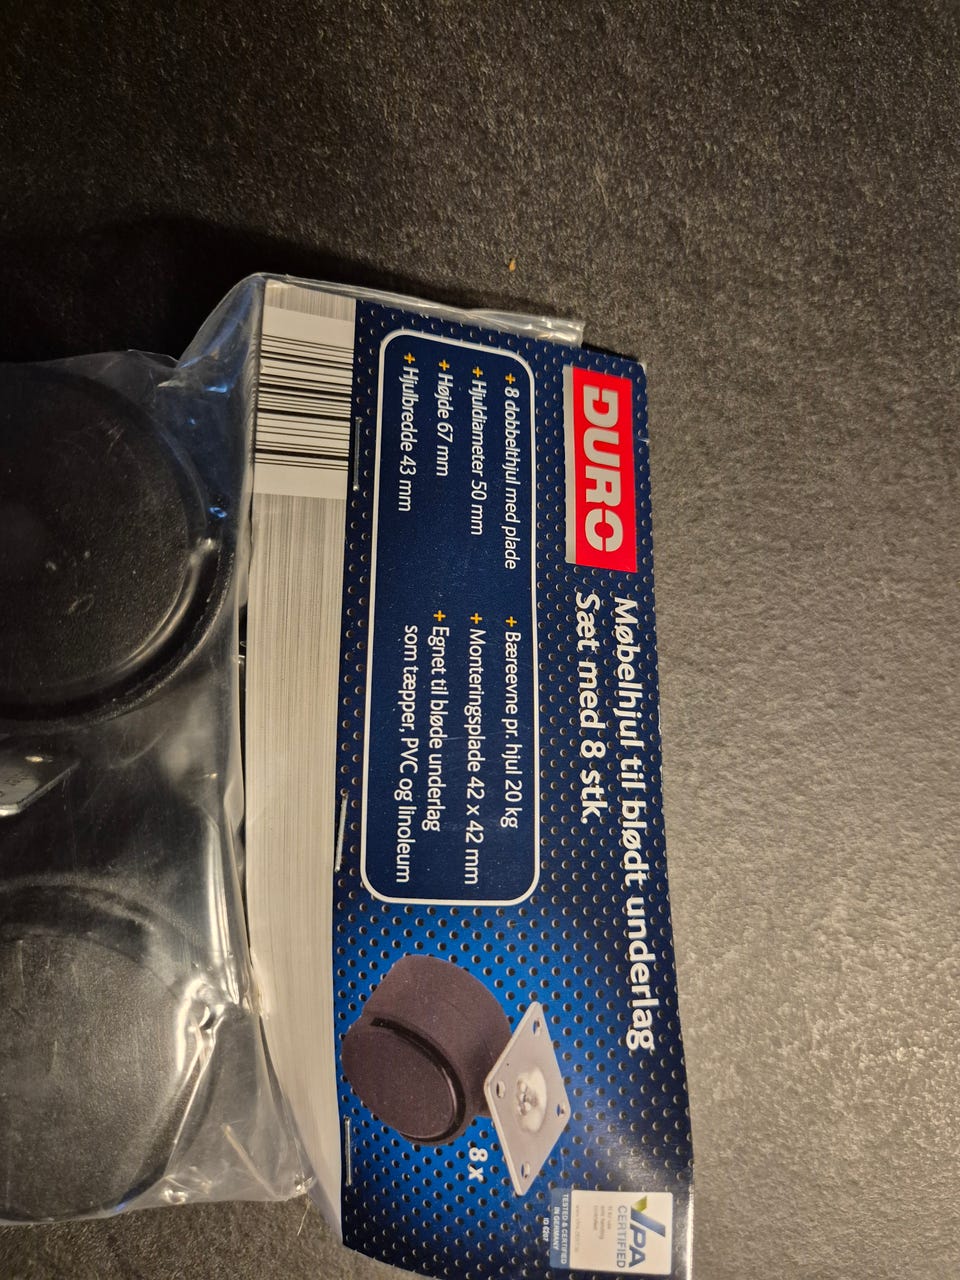 DURO
Møbelhjul til blødt underlag
Sæt med 8 stk.
+ 8 dobbelthjul med plade
+ Hjuldiameter 50 mm
+ Højde 67 mm
+ Hjulbredde 43 mm
+ Bæreevne pr. hjul 20 kg
+ Monteringsplade 42 x 42 mm
+ Egnet til bløde underlag
som tæpper, PVC og linoleum
8 x
VPA
CERTIFIED
TESTED & CERTIFIED
IN GERMANY